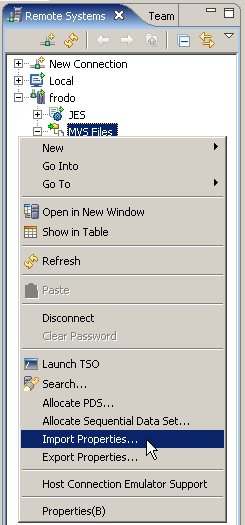 Remote Systems Team
New Connection
Local
frodo
JES
MVS Files
New
Go Into
Go To
Open in New Window
Show in Table
Refresh
Paste
Disconnect
Clear Password
Launch TSO
Search...
Allocate PDS...
Allocate Sequential Data Set...
Import Properties...
Export Properties...
Host Connection Emulator Support
Properties(B)